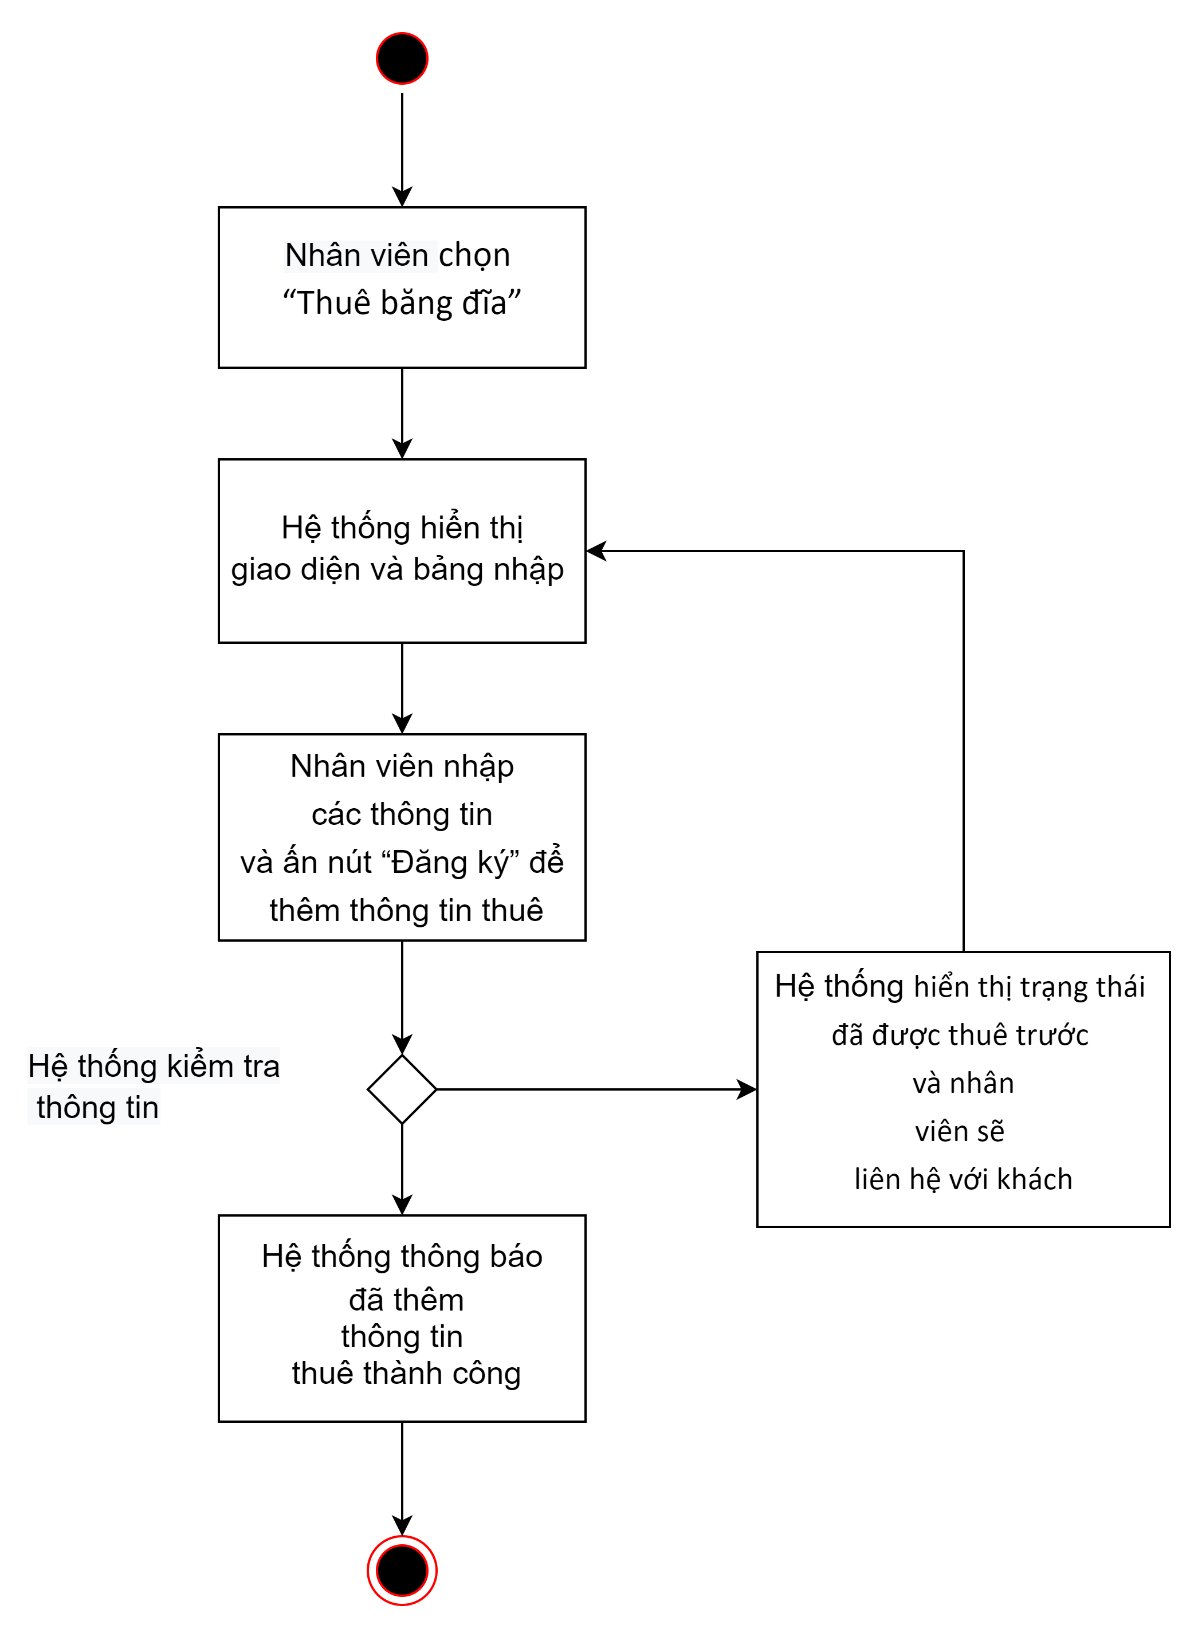 Nhân viên chọn
“Thuê băng đĩa”
Hệ thống hiển thị
giao diện và bảng nhập
Nhân viên nhập
các thông tin
và ấn nút “Đăng ký” để
thêm thông tin thuê
Hệ thống kiểm tra
thông tin
Hệ thống hiển thị trạng thái
đã được thuê trước
và nhân
viên sẽ
liên hệ với khách
Hệ thống thông báo
đã thêm
thông tin
thuê thành công